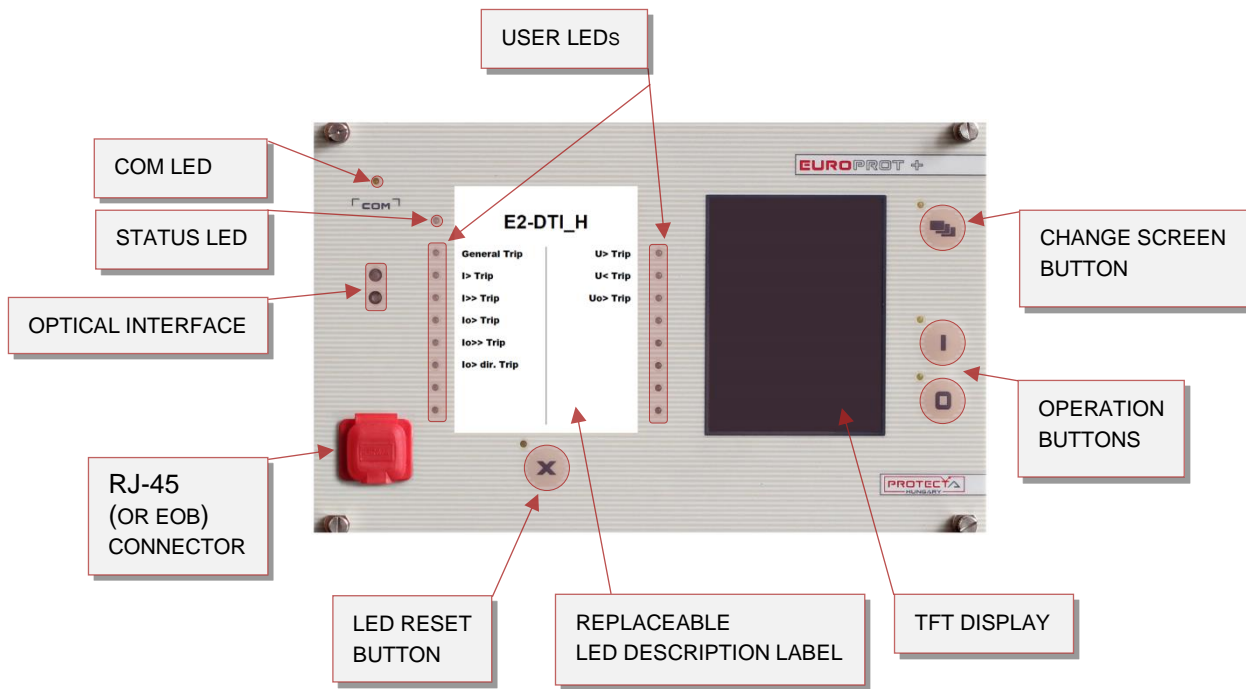 USER LEDs
COM LED
EUROPROT +
COM
E2-DTI_H
STATUS LED
General Trip
I> Trip
I>> Trip
Io> Trip
Io>> Trip
Io> dir. Trip
U> Trip
U< Trip
Uo> Trip
CHANGE SCREEN
BUTTON
OPTICAL INTERFACE
I
O
OPERATION
BUTTONS
RJ-45
(OR EOB)
CONNECTOR
X
PROTECTA
HUNGARY
LED RESET
BUTTON
REPLACEABLE
LED DESCRIPTION LABEL
TFT DISPLAY